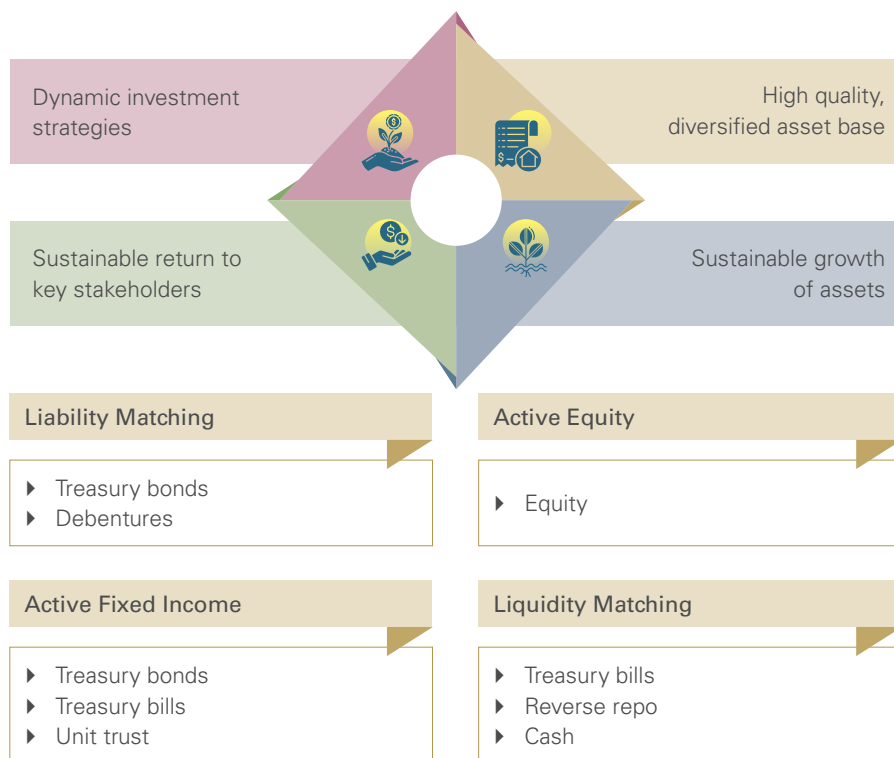 Dynamic investment
strategies
High quality,
diversified asset base
Sustainable return to
key stakeholders
Sustainable growth
of assets
Liability Matching
Treasury bonds
Debentures
Active Equity
Equity
Active Fixed Income
Treasury bonds
Treasury bills
Unit trust
Liquidity Matching
Treasury bills
Reverse repo
Cash